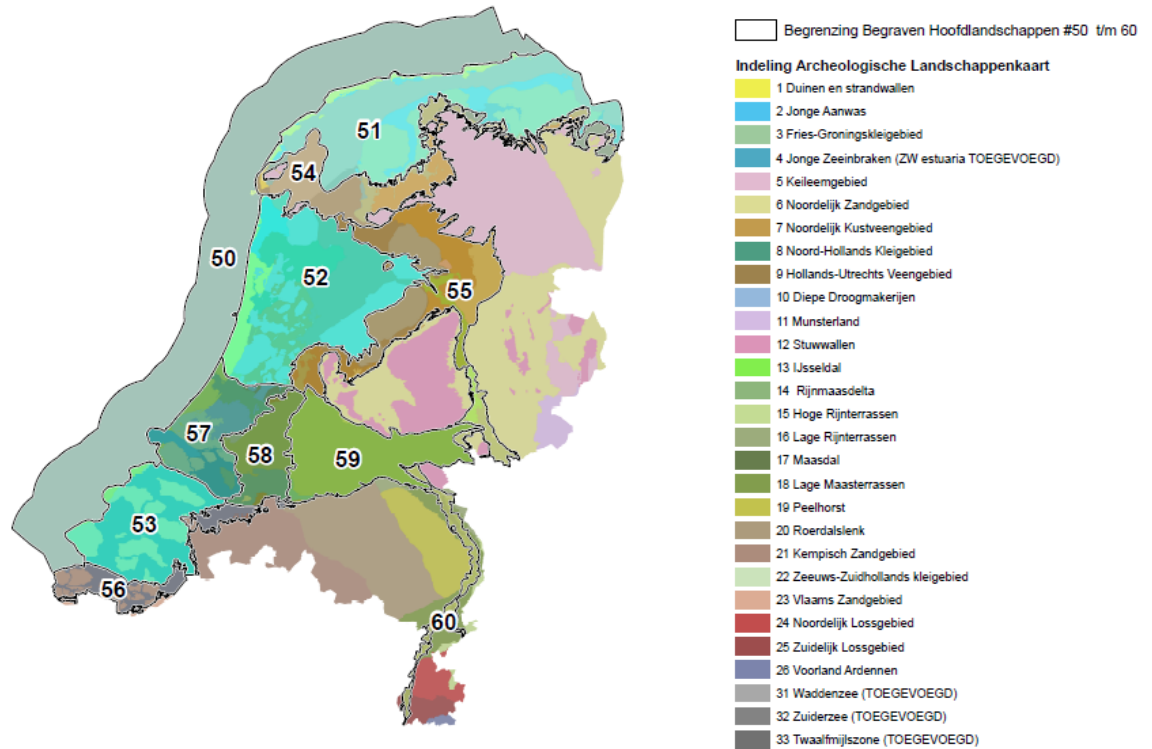 Begrenzing Begraven Hoofdlandschappen #50 t/m 60
Indeling Archeologische Landschappenkaart
1 Duinen en strandwallen
2 Jonge Aanwas
3 Fries-Groningskleigebied
4 Jonge Zeeinbraken (ZW estuaria TOEGEVOEGD)
5 Keileemgebied
6 Noordelijk Zandgebied
7 Noordelijk Kustveengebied
8 Noord-Hollands Kleigebied
9 Hollands-Utrechts Veengebied
10 Diepe Droogmakerijen
11 Munsterland
12 Stuwwallen
13 IJsseldal
14 Rijnmaasdelta
15 Hoge Rijnterrassen
16 Lage Rijnterrassen
17 Maasdal
18 Lage Maasterrassen
19 Peelhorst
20 Roerdalslenk
21 Kempisch Zandgebied
22 Zeeuws-Zuidhollands kleigebied
23 Vlaams Zandgebied
24 Noordelijk Lossgebied
25 Zuidelijk Lossgebied
26 Voorland Ardennen
31 Waddenzee (TOEGEVOEGD)
32 Zuiderzee (TOEGEVOEGD)
33 Twaalfmijlszone (TOEGEVOEGD)
51
54
50
52
55
57
58
59
53
56
60